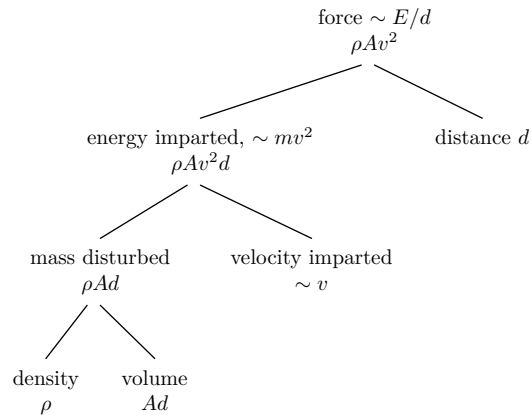 force ∼ E/d
ρAv²
energy imparted, ∼ mv²
ρAv²d
distance d
mass disturbed
ρAd
velocity imparted
∼ v
density
ρ
volume
Ad